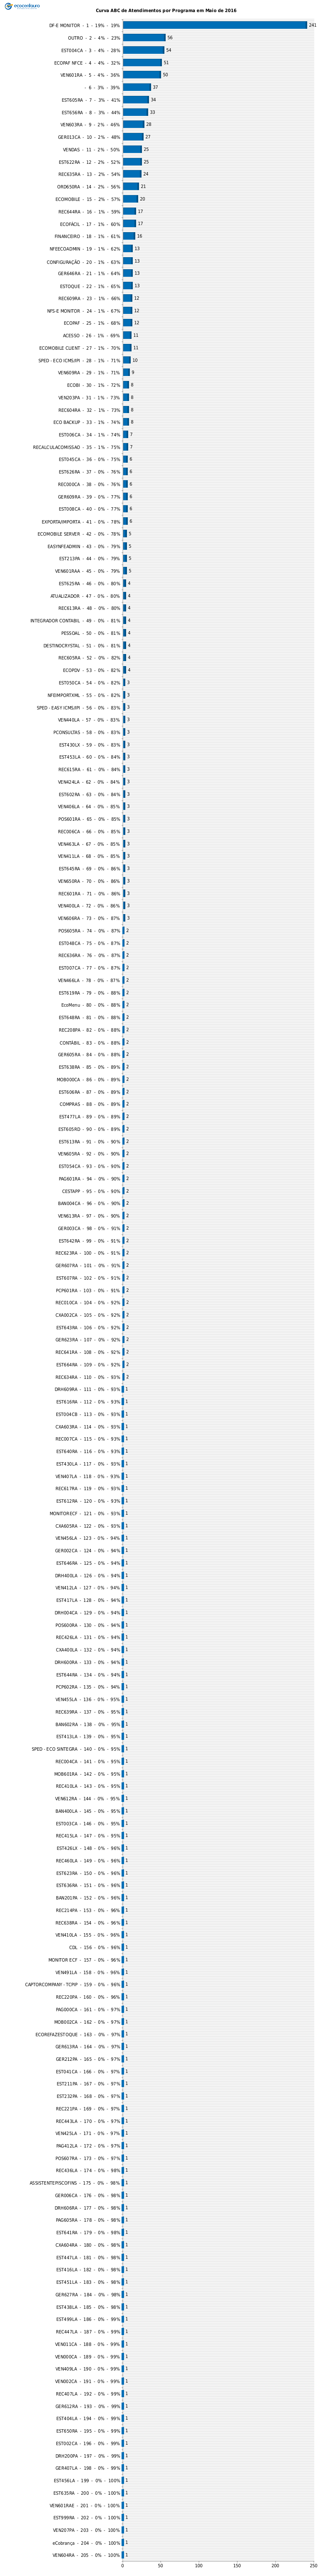 ecocentauro
Curva ABC de Atendimentos por Programa em Maio de 2016
DF-E MONITOR - 1 - 19% - 19% 241
OUTRO - 2 - 4% - 23% 56
EST004CA - 3 - 4% - 28% 54
ECOPAF NFCE - 4 - 4% - 32% 51
VEN601RA - 5 - 4% - 36% 50
- 6 - 3% - 39% 37
EST605RA - 7 - 3% - 41% 34
EST656RA - 8 - 3% - 44% 33
VEN603RA - 9 - 2% - 46% 28
GER013CA - 10 - 2% - 48% 27
VENDAS - 11 - 2% - 50% 25
EST622RA - 12 - 2% - 52% 25
REC635RA - 13 - 2% - 54% 24
ORD650RA - 14 - 2% - 56% 21
ECOMOBILE - 15 - 2% - 57% 20
REC644RA - 16 - 1% - 59% 17
ECOFÁCIL - 17 - 1% - 60% 17
FINANCEIRO - 18 - 1% - 61% 16
NFEECOADMIN - 19 - 1% - 62% 13
CONFIGURAÇÃO - 20 - 1% - 63% 13
GER646RA - 21 - 1% - 64% 13
ESTOQUE - 22 - 1% - 65% 13
REC609RA - 23 - 1% - 66% 12
NFS-E MONITOR - 24 - 1% - 67% 12
ECOPAF - 25 - 1% - 68% 12
ACESSO - 26 - 1% - 69% 11
ECOMOBILE CLIENT - 27 - 1% - 70% 11
SPED - ECO ICMS/IPI - 28 - 1% - 71% 10
VEN609RA - 29 - 1% - 71% 9
ECOBI - 30 - 1% - 72% 8
VEN203PA - 31 - 1% - 73% 8
REC604RA - 32 - 1% - 73% 8
ECO BACKUP - 33 - 1% - 74% 8
EST006CA - 34 - 1% - 74% 7
RECALCULACOMISSAO - 35 - 1% - 75% 7
EST045CA - 36 - 0% - 75% 6
EST626RA - 37 - 0% - 76% 6
REC000CA - 38 - 0% - 76% 6
GER609RA - 39 - 0% - 77% 6
EST008CA - 40 - 0% - 77% 6
EXPORTA/IMPORTA - 41 - 0% - 78% 6
ECOMOBILE SERVER - 42 - 0% - 78% 5
EASYNFEADMIN - 43 - 0% - 79% 5
EST213PA - 44 - 0% - 79% 5
VEN601RAA - 45 - 0% - 79% 5
EST625RA - 46 - 0% - 80% 4
ATUALIZADOR - 47 - 0% - 80% 4
REC613RA - 48 - 0% - 80% 4
INTEGRADOR CONTABIL - 49 - 0% - 81% 4
PESSOAL - 50 - 0% - 81% 4
DESTINOCRYSTAL - 51 - 0% - 81% 4
REC605RA - 52 - 0% - 82% 4
ECOPDV - 53 - 0% - 82% 4
EST050CA - 54 - 0% - 82% 3
NFEIMPORTXML - 55 - 0% - 82% 3
SPED - EASY ICMS/IPI - 56 - 0% - 83% 3
VEN440LA - 57 - 0% - 83% 3
PCONSULTAS - 58 - 0% - 83% 3
EST430LX - 59 - 0% - 83% 3
EST453LA - 60 - 0% - 84% 3
REC615RA - 61 - 0% - 84% 3
VEN424LA - 62 - 0% - 84% 3
EST602RA - 63 - 0% - 84% 3
VEN406LA - 64 - 0% - 85% 3
POS601RA - 65 - 0% - 85% 3
REC006CA - 66 - 0% - 85% 3
VEN463LA - 67 - 0% - 85% 3
VEN411LA - 68 - 0% - 85% 3
EST645RA - 69 - 0% - 86% 3
VEN650RA - 70 - 0% - 86% 3
REC601RA - 71 - 0% - 86% 3
VEN400LA - 72 - 0% - 86% 3
VEN606RA - 73 - 0% - 87% 3
POS605RA - 74 - 0% - 87% 2
EST048CA - 75 - 0% - 87% 2
REC636RA - 76 - 0% - 87% 2
EST007CA - 77 - 0% - 87% 2
VEN466LA - 78 - 0% - 87% 2
EST619RA - 79 - 0% - 88% 2
EcoMenu - 80 - 0% - 88% 2
EST648RA - 81 - 0% - 88% 2
REC208PA - 82 - 0% - 88% 2
CONTÁBIL - 83 - 0% - 88% 2
GER605RA - 84 - 0% - 88% 2
EST638RA - 85 - 0% - 89% 2
MOB000CA - 86 - 0% - 89% 2
EST606RA - 87 - 0% - 89% 2
COMPRAS - 88 - 0% - 89% 2
EST477LA - 89 - 0% - 89% 2
EST605RD - 90 - 0% - 89% 2
EST613RA - 91 - 0% - 90% 2
VEN605RA - 92 - 0% - 90% 2
EST054CA - 93 - 0% - 90% 2
PAG601RA - 94 - 0% - 90% 2
CESTAPP - 95 - 0% - 90% 2
BAN004CA - 96 - 0% - 90% 2
VEN613RA - 97 - 0% - 90% 2
GER003CA - 98 - 0% - 91% 2
EST642RA - 99 - 0% - 91% 2
REC623RA - 100 - 0% - 91% 2
GER607RA - 101 - 0% - 91% 2
EST607RA - 102 - 0% - 91% 2
PCP601RA - 103 - 0% - 91% 2
REC010CA - 104 - 0% - 92% 2
CXA002CA - 105 - 0% - 92% 2
EST643RA - 106 - 0% - 92% 2
GER623RA - 107 - 0% - 92% 2
REC641RA - 108 - 0% - 92% 2
EST664RA - 109 - 0% - 92% 2
REC634RA - 110 - 0% - 93% 2
DRH609RA - 111 - 0% - 93% 1
EST616RA - 112 - 0% - 93% 1
EST004CB - 113 - 0% - 93% 1
CXA603RA - 114 - 0% - 93% 1
REC007CA - 115 - 0% - 93% 1
EST640RA - 116 - 0% - 93% 1
EST430LA - 117 - 0% - 93% 1
VEN407LA - 118 - 0% - 93% 1
REC617RA - 119 - 0% - 93% 1
EST612RA - 120 - 0% - 93% 1
MONITORECF - 121 - 0% - 93% 1
CXA605RA - 122 - 0% - 93% 1
VEN456LA - 123 - 0% - 94% 1
GER002CA - 124 - 0% - 94% 1
EST646RA - 125 - 0% - 94% 1
DRH400LA - 126 - 0% - 94% 1
VEN412LA - 127 - 0% - 94% 1
EST417LA - 128 - 0% - 94% 1
DRH004CA - 129 - 0% - 94% 1
POS600RA - 130 - 0% - 94% 1
REC426LA - 131 - 0% - 94% 1
CXA400LA - 132 - 0% - 94% 1
DRH600RA - 133 - 0% - 94% 1
EST644RA - 134 - 0% - 94% 1
PCP602RA - 135 - 0% - 94% 1
VEN455LA - 136 - 0% - 95% 1
REC639RA - 137 - 0% - 95% 1
BAN602RA - 138 - 0% - 95% 1
EST413LA - 139 - 0% - 95% 1
SPED - ECO SINTEGRA - 140 - 0% - 95% 1
REC004CA - 141 - 0% - 95% 1
MOB601RA - 142 - 0% - 95% 1
REC410LA - 143 - 0% - 95% 1
VEN612RA - 144 - 0% - 95% 1
BAN400LA - 145 - 0% - 95% 1
EST003CA - 146 - 0% - 95% 1
REC415LA - 147 - 0% - 95% 1
EST426LX - 148 - 0% - 96% 1
REC460LA - 149 - 0% - 96% 1
EST623RA - 150 - 0% - 96% 1
EST636RA - 151 - 0% - 96% 1
BAN201PA - 152 - 0% - 96% 1
REC214PA - 153 - 0% - 96% 1
REC638RA - 154 - 0% - 96% 1
VEN410LA - 155 - 0% - 96% 1
COL - 156 - 0% - 96% 1
MONITOR ECF - 157 - 0% - 96% 1
VEN491LA - 158 - 0% - 96% 1
CAPTORCOMPANY - TCPIP - 159 - 0% - 96% 1
REC220PA - 160 - 0% - 96% 1
PAG000CA - 161 - 0% - 97% 1
MOB002CA - 162 - 0% - 97% 1
ECOREFAZESTOQUE - 163 - 0% - 97% 1
GER613RA - 164 - 0% - 97% 1
GER212PA - 165 - 0% - 97% 1
EST041CA - 166 - 0% - 97% 1
EST211PA - 167 - 0% - 97% 1
EST232PA - 168 - 0% - 97% 1
REC221PA - 169 - 0% - 97% 1
REC443LA - 170 - 0% - 97% 1
VEN425LA - 171 - 0% - 97% 1
PAG412LA - 172 - 0% - 97% 1
POS607RA - 173 - 0% - 97% 1
REC436LA - 174 - 0% - 98% 1
ASSISTENTEPISCOFINS - 175 - 0% - 98% 1
GER006CA - 176 - 0% - 98% 1
DRH606RA - 177 - 0% - 98% 1
PAG605RA - 178 - 0% - 98% 1
EST641RA - 179 - 0% - 98% 1
CXA604RA - 180 - 0% - 98% 1
EST447LA - 181 - 0% - 98% 1
EST416LA - 182 - 0% - 98% 1
EST451LA - 183 - 0% - 98% 1
GER627RA - 184 - 0% - 98% 1
EST438LA - 185 - 0% - 98% 1
EST499LA - 186 - 0% - 99% 1
REC447LA - 187 - 0% - 99% 1
VEN011CA - 188 - 0% - 99% 1
VEN000CA - 189 - 0% - 99% 1
VEN409LA - 190 - 0% - 99% 1
VEN002CA - 191 - 0% - 99% 1
REC407LA - 192 - 0% - 99% 1
GER612RA - 193 - 0% - 99% 1
EST404LA - 194 - 0% - 99% 1
EST650RA - 195 - 0% - 99% 1
EST002CA - 196 - 0% - 99% 1
DRH200PA - 197 - 0% - 99% 1
GER407LA - 198 - 0% - 99% 1
EST456LA - 199 - 0% - 100% 1
EST635RA - 200 - 0% - 100% 1
VEN601RAE - 201 - 0% - 100% 1
EST999RA - 202 - 0% - 100% 1
VEN207PA - 203 - 0% - 100% 1
eCobrança - 204 - 0% - 100% 1
VEN604RA - 205 - 0% - 100% 1
0 50 100 150 200 250